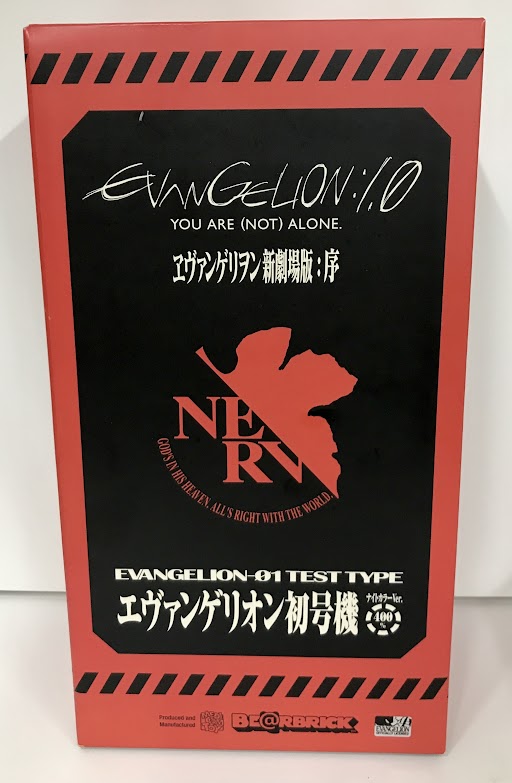 EVANGELION:1.0
YOU ARE (NOT) ALONE.
ヱヴァンゲリヲン新劇場版：序
NERV
GOD'S IN HIS HEAVEN. ALL'S RIGHT WITH THE WORLD.
EVANGELION-01 TEST TYPE
エヴァンゲリオン初号機
ナイトカラーVer.
400%
Produced and
Manufactured
BE@RBRICK
EVANGELION